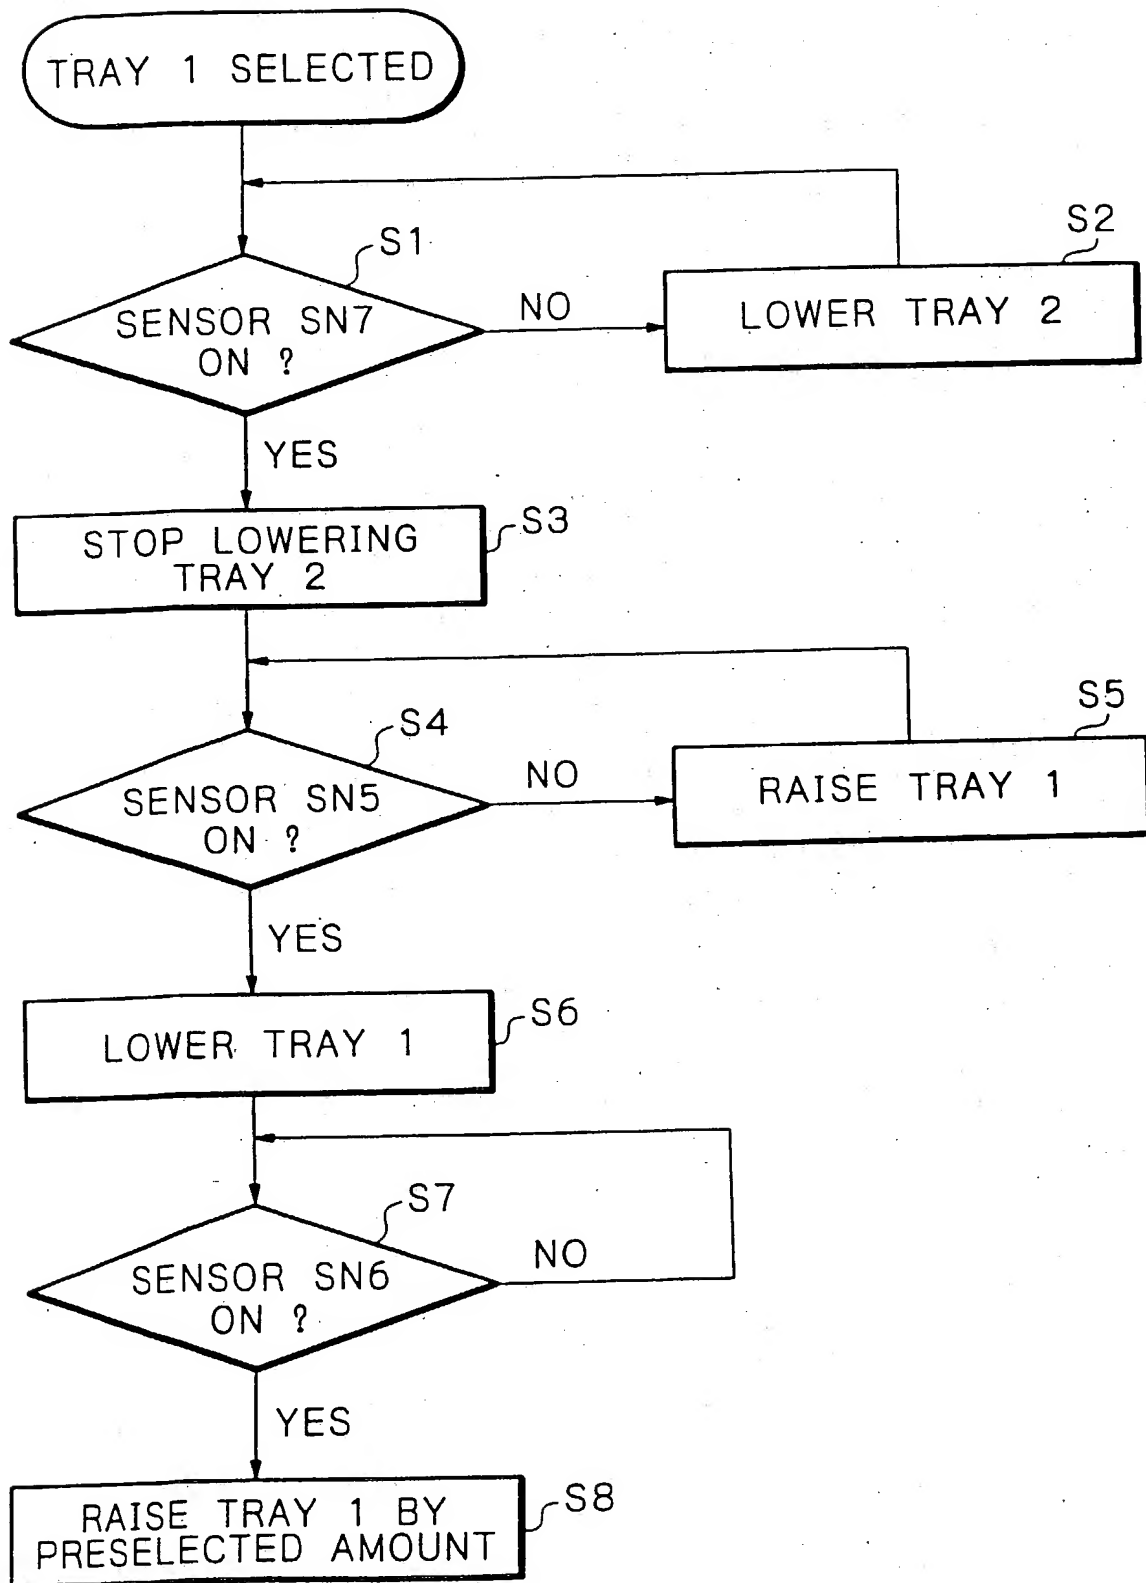 TRAY 1 SELECTED
S1
SENSOR SN7
ON ?
NO
S2
LOWER TRAY 2
YES
STOP LOWERING
TRAY 2
S3
S4
SENSOR SN5
ON ?
NO
S5
RAISE TRAY 1
YES
LOWER TRAY 1
S6
S7
SENSOR SN6
ON ?
NO
YES
RAISE TRAY 1 BY
PRESELECTED AMOUNT
S8